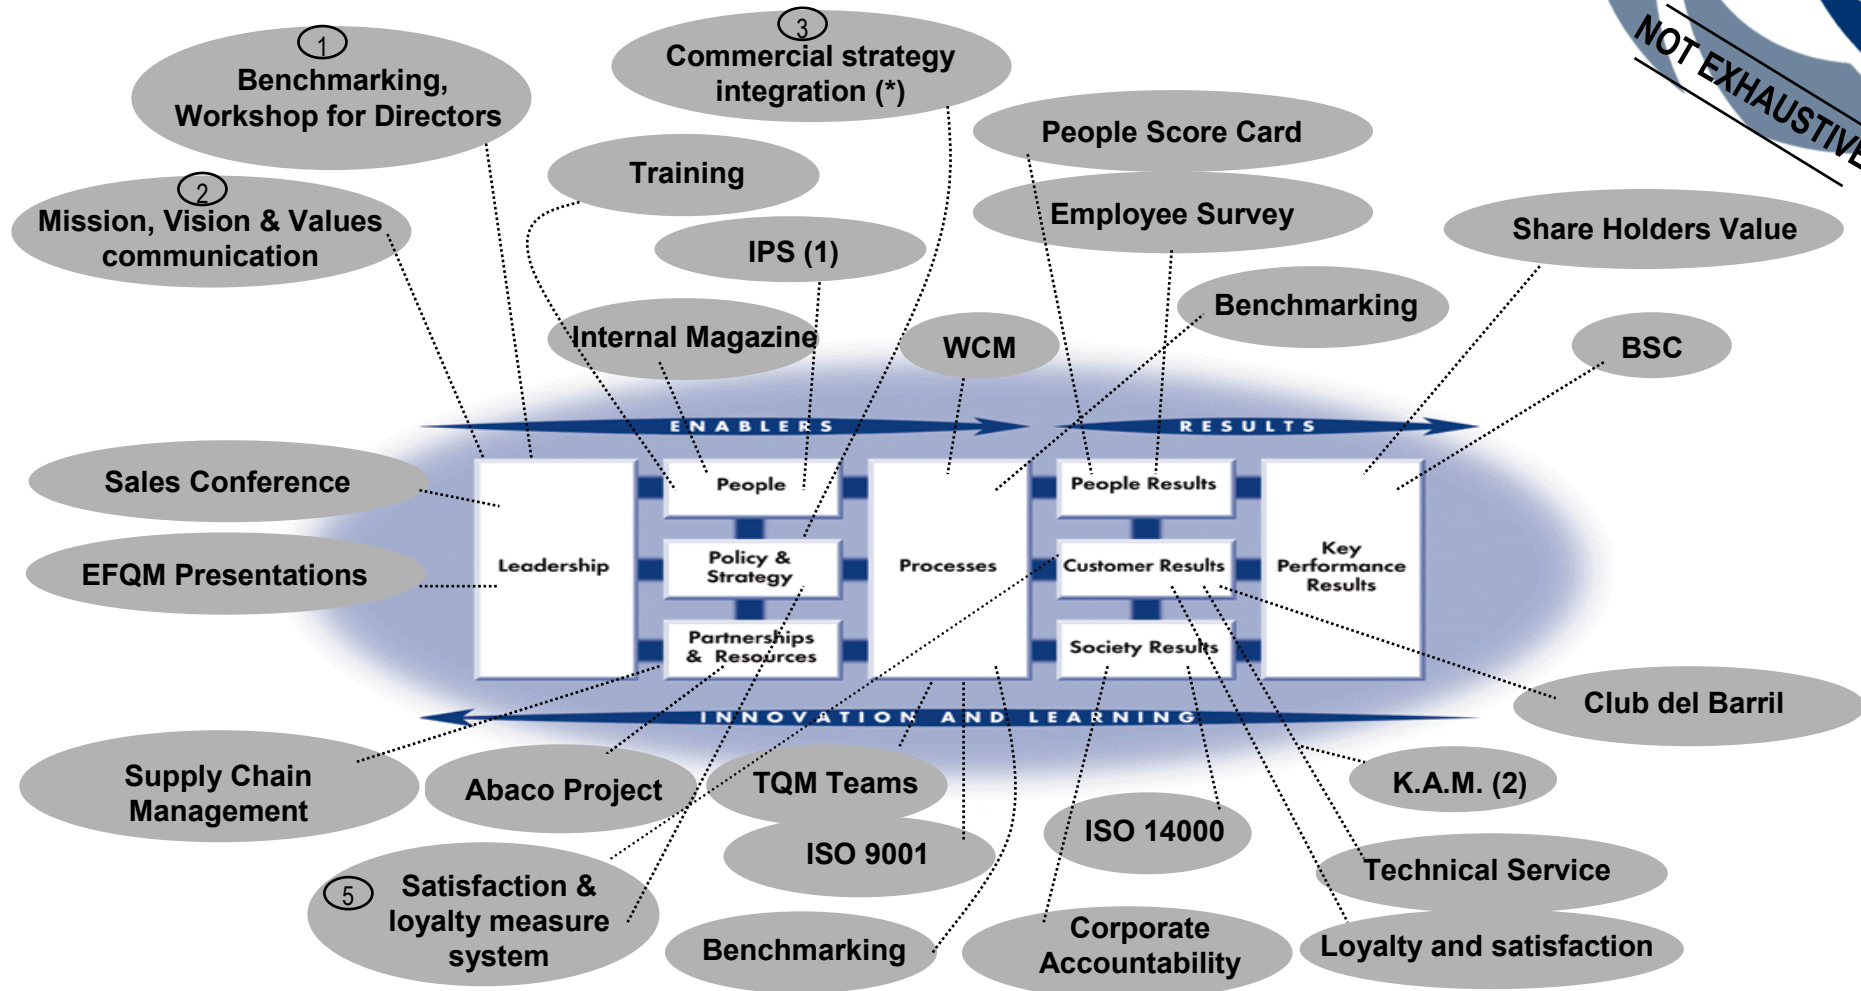 1
Benchmarking,
Workshop for Directors
3
Commercial strategy
integration (*)
NOT EXHAUSTIVE
People Score Card
Training
2
Mission, Vision & Values
communication
Employee Survey
Share Holders Value
IPS (1)
Benchmarking
Internal Magazine
WCM
BSC
ENABLERS
RESULTS
Sales Conference
EFQM Presentations
Leadership
People
Policy &
Strategy
Partnerships
& Resources
Processes
People Results
Customer Results
Society Results
Key
Performance
Results
INNOVATION AND LEARNING
Club del Barril
Supply Chain
Management
Abaco Project
TQM Teams
K.A.M. (2)
ISO 9001
ISO 14000
Technical Service
5
Satisfaction &
loyalty measure
system
Benchmarking
Corporate
Accountability
Loyalty and satisfaction